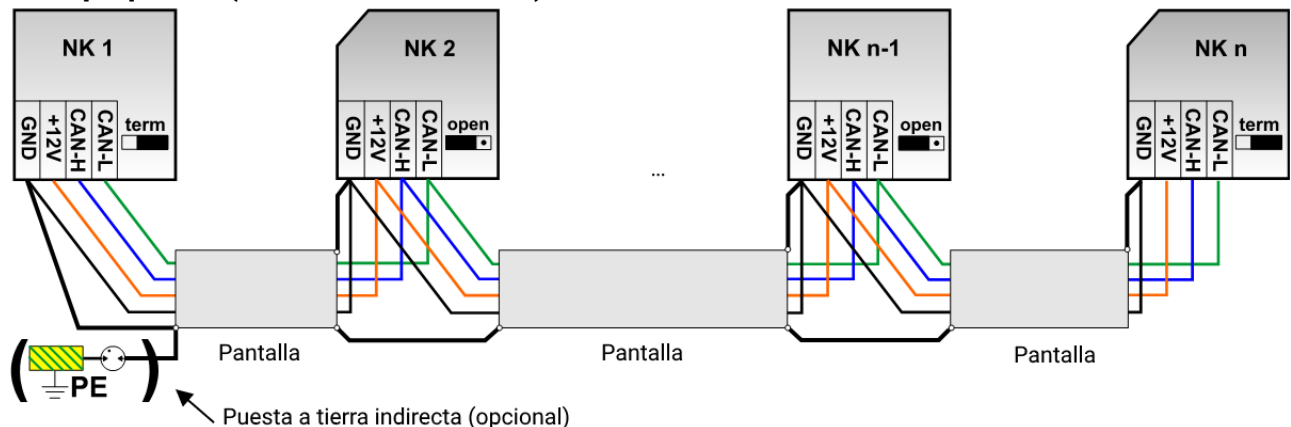 NK 1
NK 2
NK n-1
NK n
GND
+12V
CAN-H
CAN-L
term
GND
+12V
CAN-H
CAN-L
open
...
GND
+12V
CAN-H
CAN-L
open
GND
+12V
CAN-H
CAN-L
term
Pantalla
Pantalla
Pantalla
( PE )
Puesta a tierra indirecta (opcional)